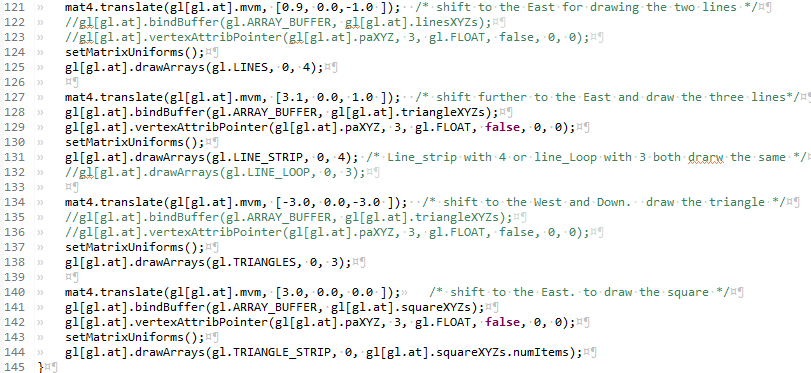 121 » mat4.translate(gl[gl.at].mvm, [0.9, 0.0,-1.0 ]); /* shift to the East for drawing the two lines */¤¶
122 » //gl[gl.at].bindBuffer(gl.ARRAY_BUFFER, gl[gl.at].linesXYZs);¤¶
123 » //gl[gl.at].vertexAttribPointer(gl[gl.at].paXYZ, 3, gl.FLOAT, false, 0, 0);¤¶
124 » setMatrixUniforms();¤¶
125 » gl[gl.at].drawArrays(gl.LINES, 0, 4);¤¶
126 » ¤¶
127 » mat4.translate(gl[gl.at].mvm, [3.1, 0.0, 1.0 ]); /* shift further to the East and draw the three lines*/¤¶
128 » gl[gl.at].bindBuffer(gl.ARRAY_BUFFER, gl[gl.at].triangleXYZs);¤¶
129 » gl[gl.at].vertexAttribPointer(gl[gl.at].paXYZ, 3, gl.FLOAT, false, 0, 0);¤¶
130 » setMatrixUniforms();¤¶
131 » gl[gl.at].drawArrays(gl.LINE_STRIP, 0, 4); /* Line_strip with 4 or line_Loop with 3 both drarw the same */¤
132 » //gl[gl.at].drawArrays(gl.LINE_LOOP, 0, 3);¤¶
133 » ¤¶
134 » mat4.translate(gl[gl.at].mvm, [-3.0, 0.0,-3.0 ]); /* shift to the West and Down. draw the triangle */¤¶
135 » //gl[gl.at].bindBuffer(gl.ARRAY_BUFFER, gl[gl.at].triangleXYZs);¤¶
136 » //gl[gl.at].vertexAttribPointer(gl[gl.at].paXYZ, 3, gl.FLOAT, false, 0, 0);¤¶
137 » setMatrixUniforms();¤¶
138 » gl[gl.at].drawArrays(gl.TRIANGLES, 0, 3);¤¶
139 » ¤¶
140 » mat4.translate(gl[gl.at].mvm, [3.0, 0.0, 0.0 ]);» /* shift to the East. to draw the square */¤¶
141 » gl[gl.at].bindBuffer(gl.ARRAY_BUFFER, gl[gl.at].squareXYZs);¤¶
142 » gl[gl.at].vertexAttribPointer(gl[gl.at].paXYZ, 3, gl.FLOAT, false, 0, 0);¤¶
143 » setMatrixUniforms();¤¶
144 » gl[gl.at].drawArrays(gl.TRIANGLE_STRIP, 0, gl[gl.at].squareXYZs.numItems);¤¶
145 }¤¶